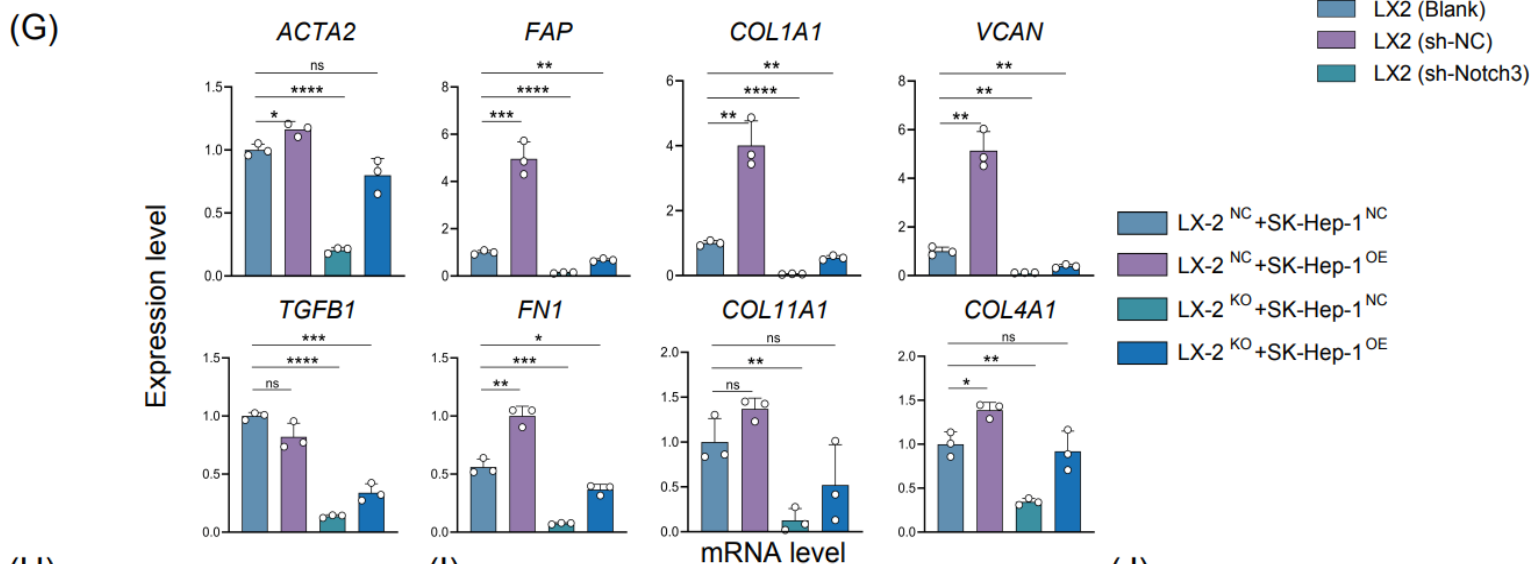 (G)
ACTA2
FAP
COL1A1
VCAN
LX2 (Blank)
LX2 (sh-NC)
LX2 (sh-Notch3)
Expression level
ns
****
*
1.5
1.0
0.5
0.0
**
****
***
8
6
4
2
0
**
****
**
6
4
2
0
**
**
**
8
6
4
2
0
LX-2 NC+SK-Hep-1NC
LX-2 NC+SK-Hep-1OE
LX-2 KO+SK-Hep-1NC
LX-2 KO+SK-Hep-1OE
TGFB1
FN1
COL11A1
COL4A1
***
****
ns
1.5
1.0
0.5
0.0
*
***
**
1.5
1.0
0.5
0.0
ns
**
ns
2.0
1.5
1.0
0.5
0.0
ns
**
*
2.0
1.5
1.0
0.5
0.0
mRNA level